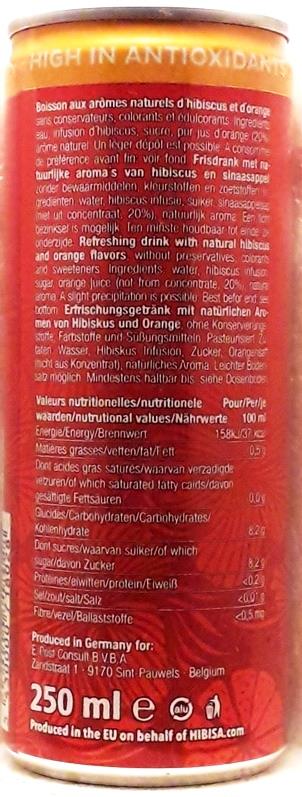 HIGH IN ANTIOXIDANTS
Boisson aux arômes naturels d'hibiscus et d'orange
sans conservateurs, colorants et édulcorants. Ingrédients
eau, infusion d'hibiscus, sucre, pur jus d'orange (20%,
arôme naturel. Un léger dépôt est possible. A consommer
de préférence avant fin: voir fond. Frisdrank met na-
tuurlijke aroma's van hibiscus en sinaasappel
zonder bewaarmiddelen, kleurstoffen en zoetstoffen.
gredienten: water, hibiscus infusie, suiker, sinaasappelsap
(niet uit concentraat, 20%), natuurlijk aroma. Een licht
bezinksel is mogelijk. Ten minste houdbaar tot einde: zie
onderzijde. Refreshing drink with natural hibiscus
and orange flavors, without preservatives, colorants
and sweeteners. Ingredients: water, hibiscus infusion,
sugar, orange juice (not from concentrate, 20%), natural
aroma. A slight precipitation is possible. Best before end: see
bottom. Erfrischungsgetränk mit natürlichen Aro-
men von Hibiskus und Orange, ohne Konservierungs-
stoffe, Farbstoffe und Süßungsmitteln. Pasteurisiert. Zu-
taten: Wasser, Hibiskus Infusion, Zucker, Orangensaft
(nicht aus Konzentrat), natürliches Aroma. Leichter Boden-
satz möglich. Mindestens haltbar bis: siehe Dosenboden
Valeurs nutritionelles/nutritionele Pour/Per/je
waarden/nutrutional values/Nährwerte 100 ml
Energie/Energy/Brennwert 158kJ/37 kcal
Matières grasses/vetten/fat/Fett 0,5 g
Dont acides gras saturés/waarvan verzadigde
vetzuren/of which saturated fatty caids/davon
gesättigte Fettsäuren 0,0 g
Glucides/Carbohydraten/Carbohydrates/
Kohlenhydrate 8,2 g
Dont sucres/waarvan suiker/of which
sugar/davon Zucker 8,2 g
Protéines/eiwitten/protein/Eiweiß <0,2 g
Sel/zout/salt/Salz <0,01 g
Fibre/vezel/Ballaststoffe <0,5 mg
Produced in Germany for:
E. Post Consult B.V.B.A.
Zandstraat 1 - 9170 Sint-Pauwels - Belgium
250 ml e alu
Produced in the EU on behalf of HIBISA.com